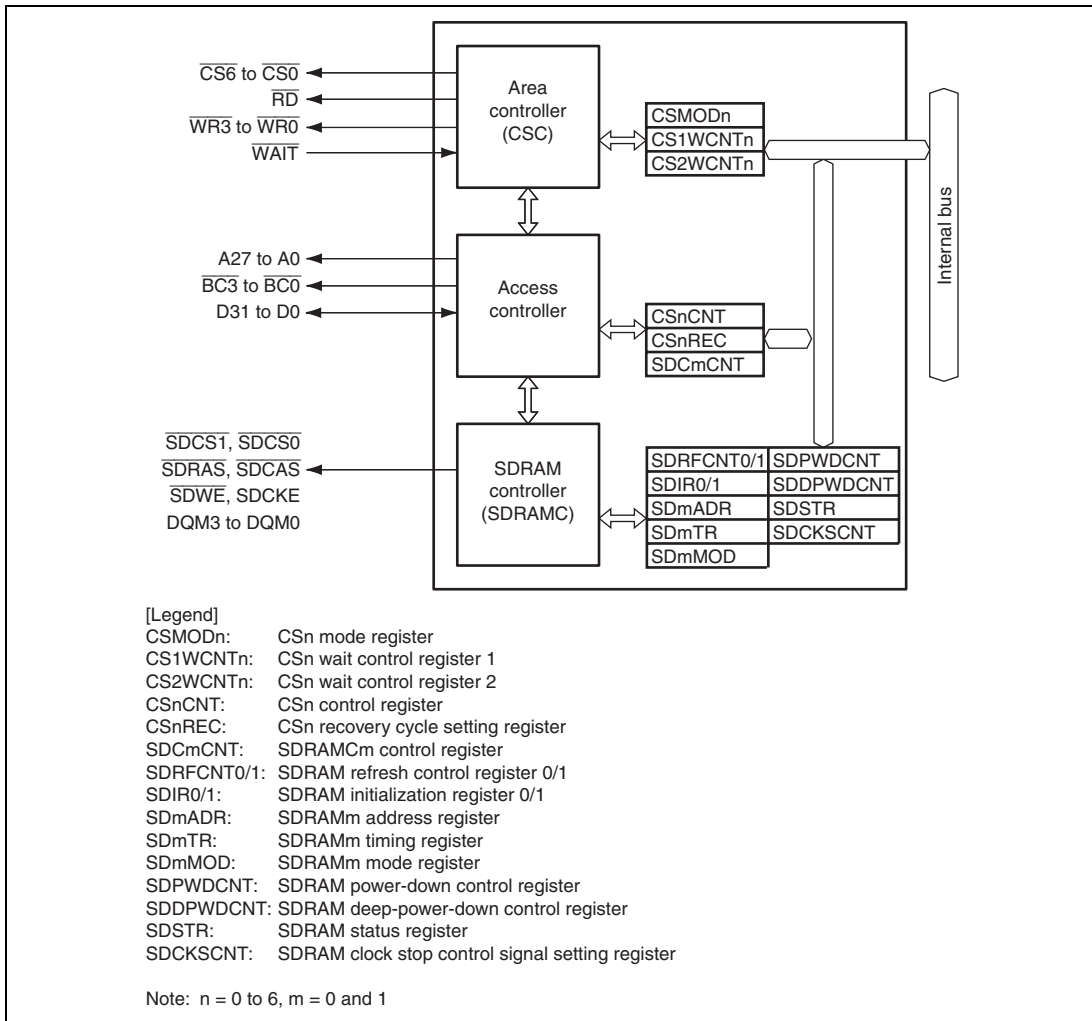 CS6 to CS0
RD
WR3 to WR0
WAIT
Area
controller
(CSC)
CSMODn
CS1WCNTn
CS2WCNTn
Internal bus
A27 to A0
BC3 to BC0
D31 to D0
Access
controller
CSnCNT
CSnREC
SDCmCNT
SDCS1, SDCS0
SDRAS, SDCAS
SDWE, SDCKE
DQM3 to DQM0
SDRAM
controller
(SDRAMC)
SDRFCNT0/1 SDPWDCNT
SDIR0/1 SDDPWDCNT
SDmADR SDSTR
SDmTR SDCKSCNT
SDmMOD
[Legend]
CSMODn: CSn mode register
CS1WCNTn: CSn wait control register 1
CS2WCNTn: CSn wait control register 2
CSnCNT: CSn control register
CSnREC: CSn recovery cycle setting register
SDCmCNT: SDRAMCm control register
SDRFCNT0/1: SDRAM refresh control register 0/1
SDIR0/1: SDRAM initialization register 0/1
SDmADR: SDRAMm address register
SDmTR: SDRAMm timing register
SDmMOD: SDRAMm mode register
SDPWDCNT: SDRAM power-down control register
SDDPWDCNT: SDRAM deep-power-down control register
SDSTR: SDRAM status register
SDCKSCNT: SDRAM clock stop control signal setting register
Note: n = 0 to 6, m = 0 and 1